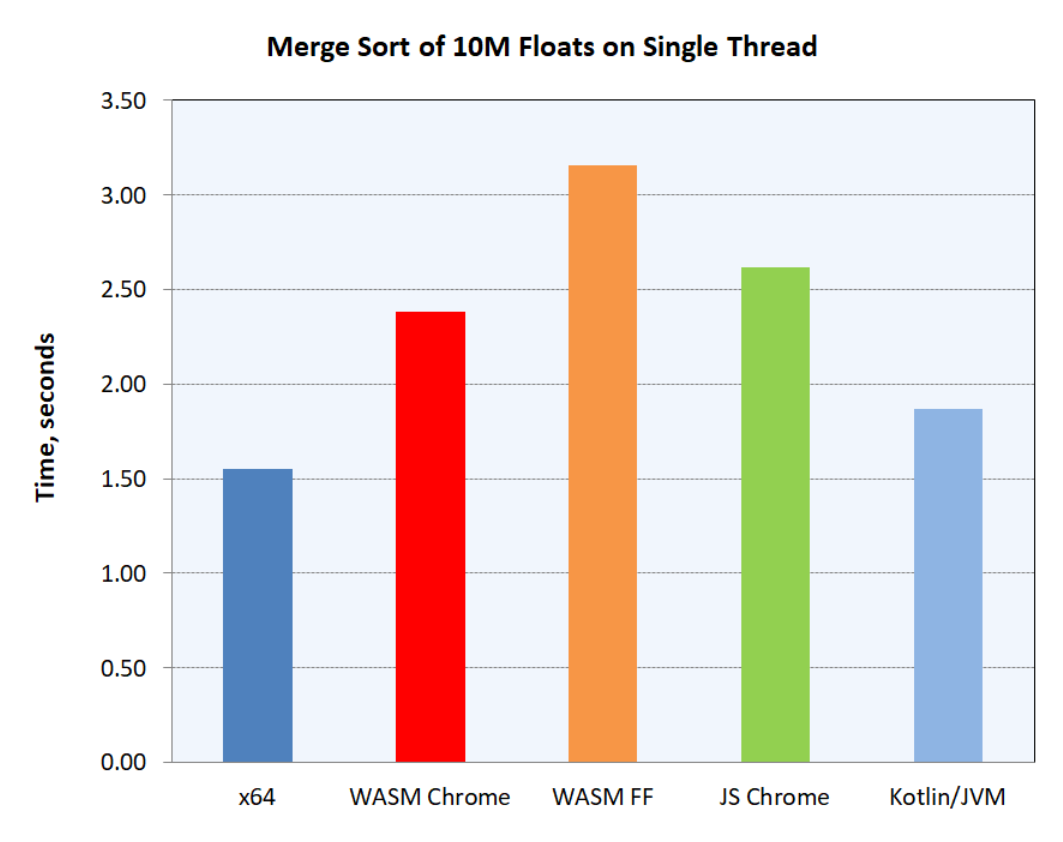 Merge Sort of 10M Floats on Single Thread
3.50
3.00
2.50
2.00
1.50
1.00
0.50
0.00
Time, seconds
x64 WASM Chrome WASM FF JS Chrome Kotlin/JVM